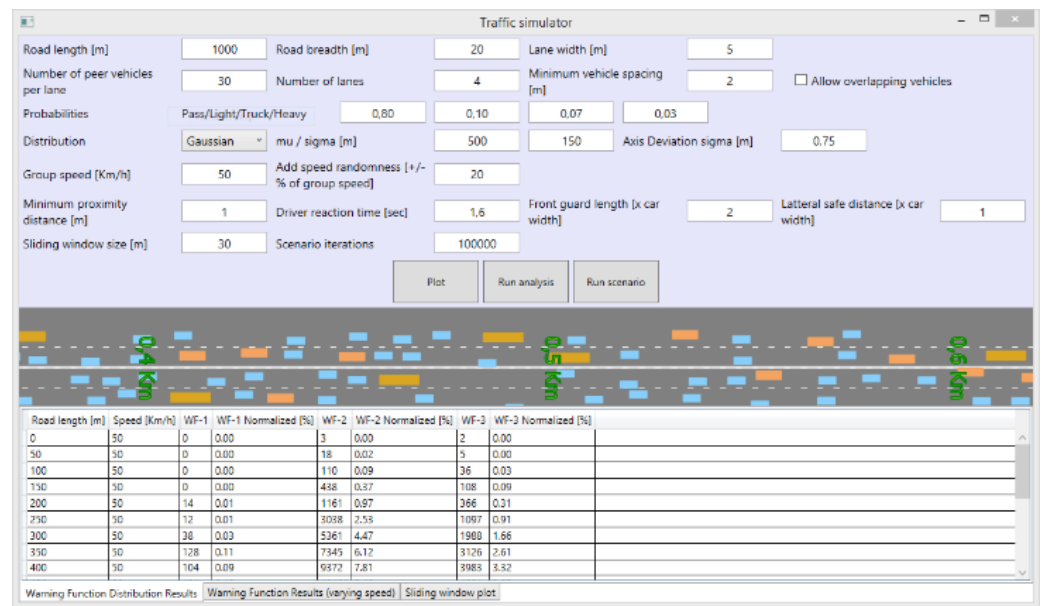 Traffic simulator
Road length [m] 1000 Road breadth [m] 20 Lane width [m] 5
Number of peer vehicles per lane 30 Number of lanes 4 Minimum vehicle spacing [m] 2 Allow overlapping vehicles
Probabilities Pass/Light/Truck/Heavy 0,80 0,10 0,07 0,03
Distribution Gaussian mu / sigma [m] 500 150 Axis Deviation sigma [m] 0.75
Group speed [Km/h] 50 Add speed randomness [+/- % of group speed] 20
Minimum proximity distance [m] 1 Driver reaction time [sec] 1,6 Front guard length [x car width] 2 Latteral safe distance [x car width] 1
Sliding window size [m] 30 Scenario iterations 100000
Plot Run analysis Run scenario
0,4 Km 0,5 Km 0,6 Km
Road length [m] Speed [Km/h] WF-1 WF-1 Normalized [%] WF-2 WF-2 Normalized [%] WF-3 WF-3 Normalized [%]
0 50 0 0.00 3 0.00 2 0.00
50 50 0 0.00 18 0.02 5 0.00
100 50 0 0.00 110 0.09 36 0.03
150 50 0 0.00 438 0.37 108 0.09
200 50 14 0.01 1161 0.97 366 0.31
250 50 12 0.01 3038 2.53 1097 0.91
300 50 38 0.03 5361 4.47 1988 1.66
350 50 128 0.11 7345 6.12 3126 2.61
400 50 104 0.09 9372 7.81 3983 3.32
Warning Function Distribution Results Warning Function Results (varying speed) Sliding window plot